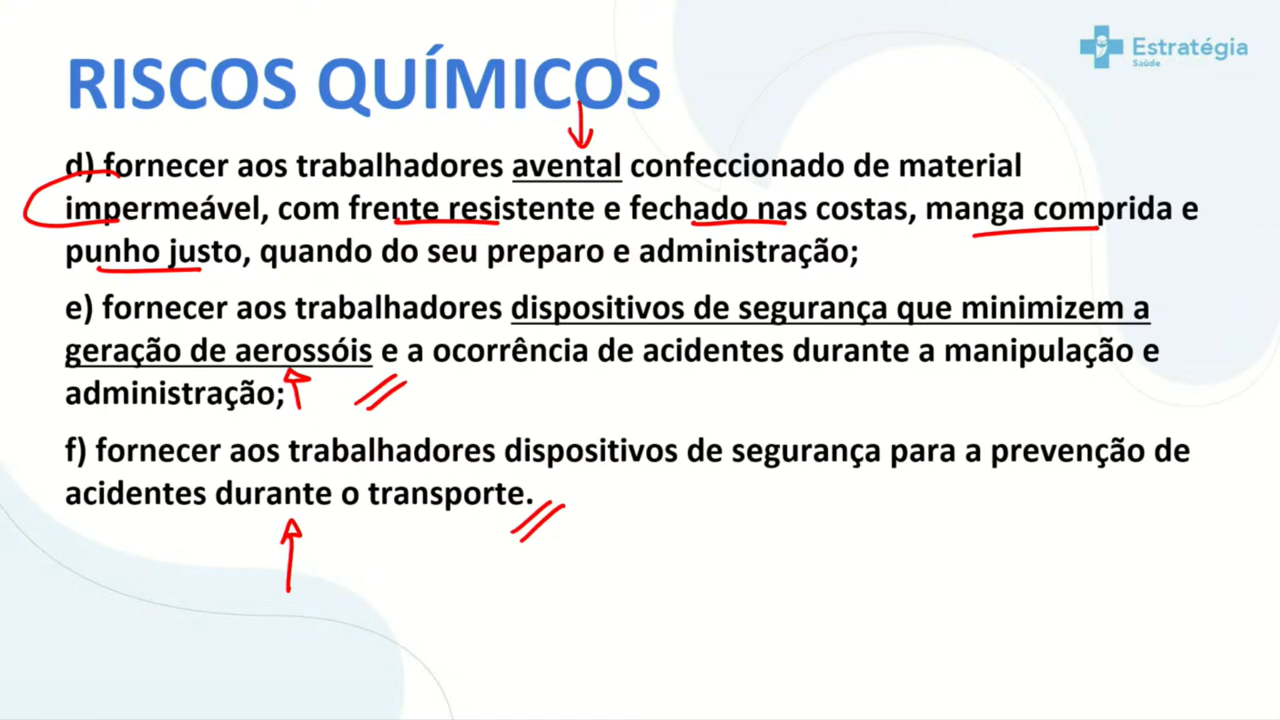 Estratégia
Saúde
RISCOS QUÍMICOS
d) fornecer aos trabalhadores avental confeccionado de material
impermeável, com frente resistente e fechado nas costas, manga comprida e
punho justo, quando do seu preparo e administração;
e) fornecer aos trabalhadores dispositivos de segurança que minimizem a
geração de aerossóis e a ocorrência de acidentes durante a manipulação e
administração;
f) fornecer aos trabalhadores dispositivos de segurança para a prevenção de
acidentes durante o transporte.